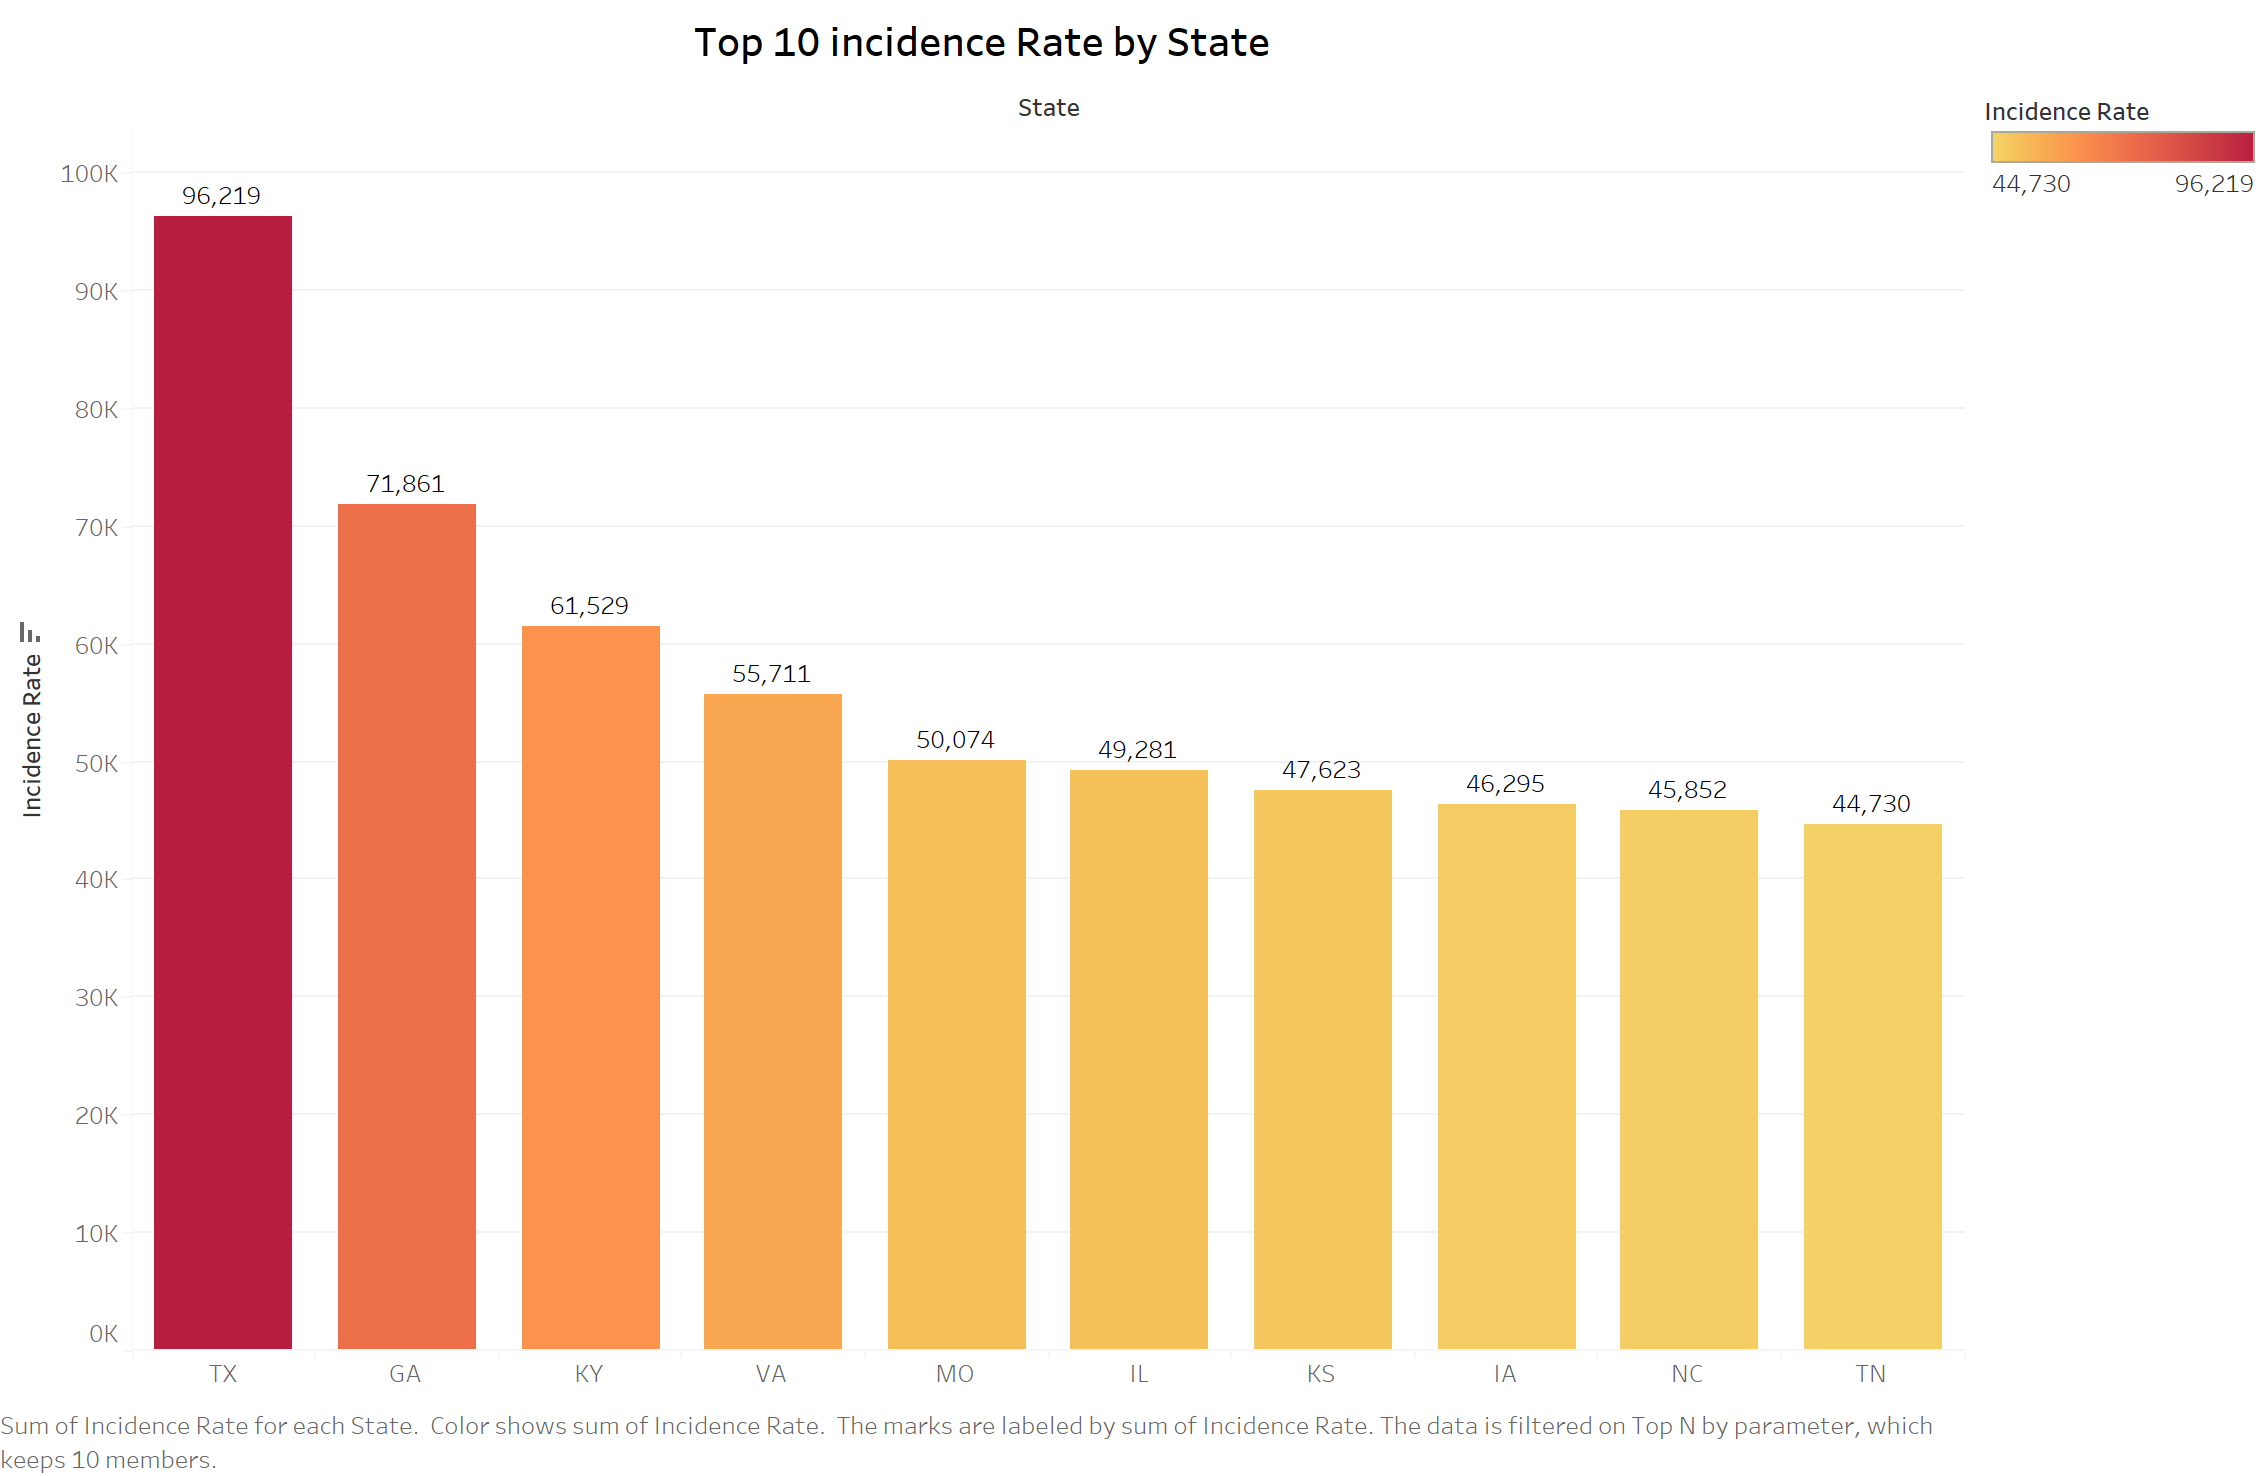 Top 10 incidence Rate by State
State
Incidence Rate
44,730 96,219
100K
90K
80K
70K
60K
50K
40K
30K
20K
10K
0K
Incidence Rate
96,219
71,861
61,529
55,711
50,074
49,281
47,623
46,295
45,852
44,730
TX GA KY VA MO IL KS IA NC TN
Sum of Incidence Rate for each State.  Color shows sum of Incidence Rate.  The marks are labeled by sum of Incidence Rate. The data is filtered on Top N by parameter, which
keeps 10 members.